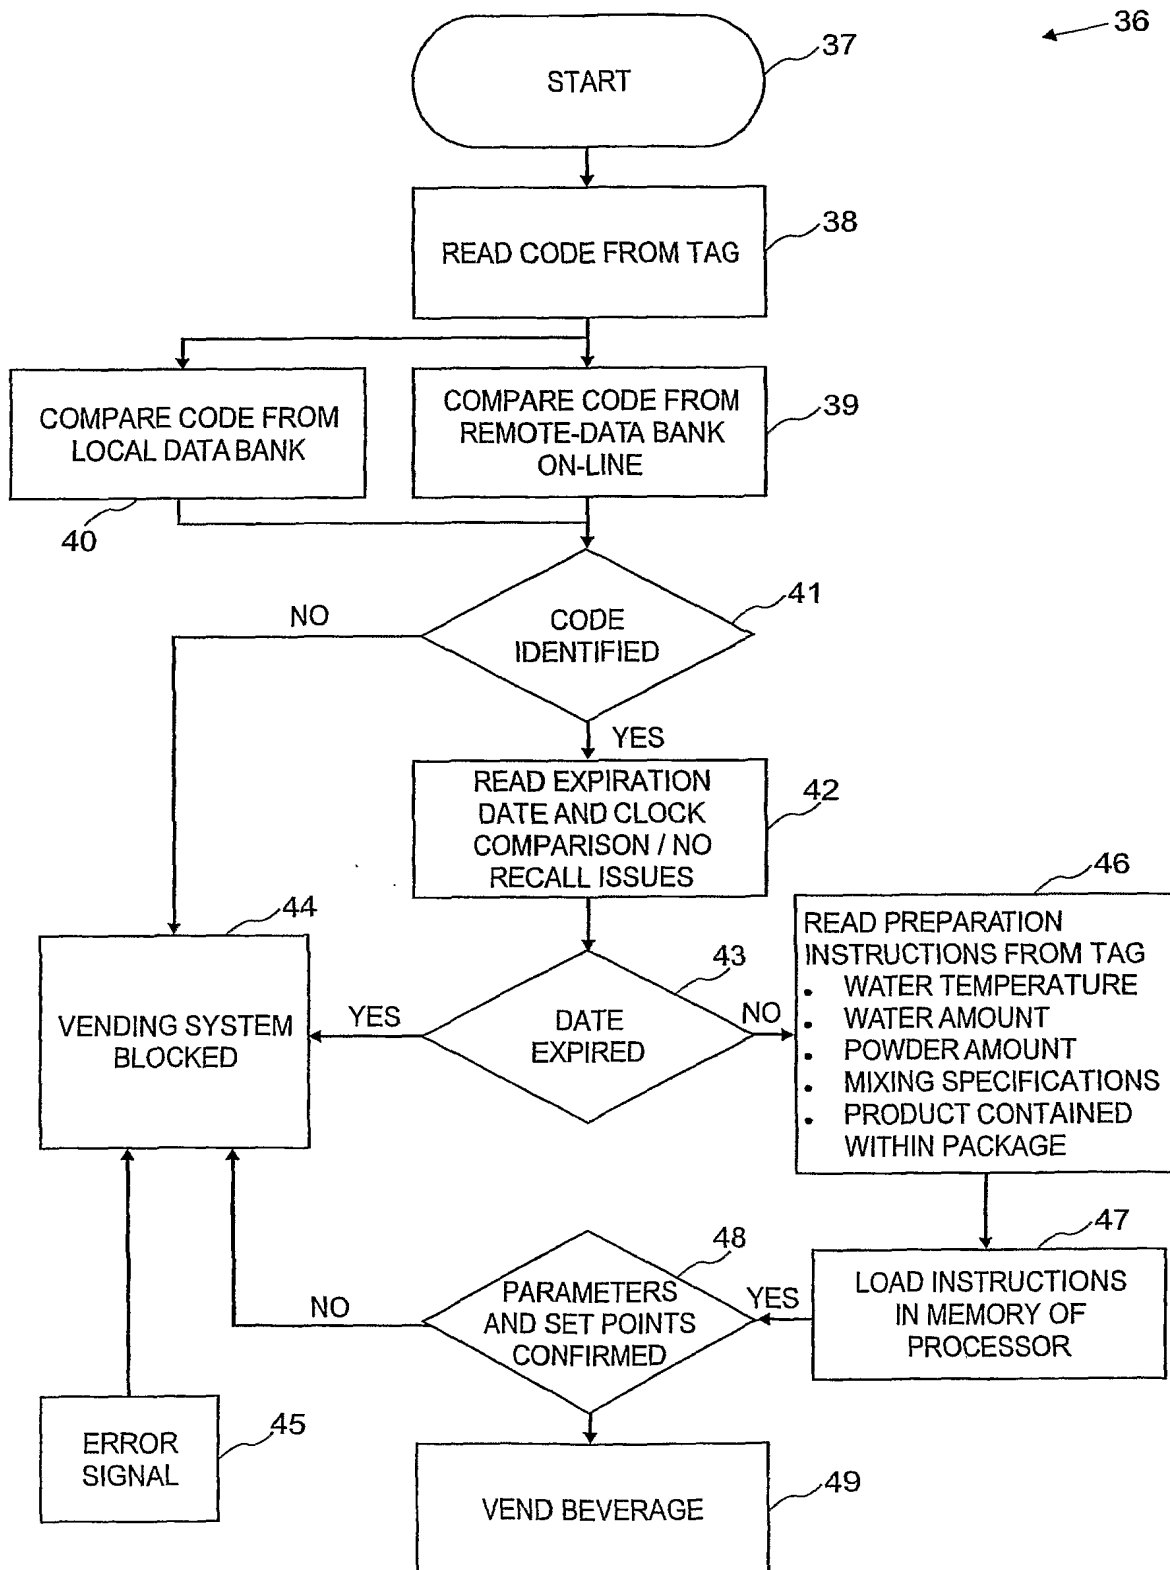 36
37
START
38
READ CODE FROM TAG
COMPARE CODE FROM
LOCAL DATA BANK
40
COMPARE CODE FROM
REMOTE-DATA BANK
ON-LINE
39
41
CODE
IDENTIFIED
NO
YES
READ EXPIRATION
DATE AND CLOCK
COMPARISON / NO
RECALL ISSUES
42
43
DATE
EXPIRED
YES
NO
44
VENDING SYSTEM
BLOCKED
46
READ PREPARATION
INSTRUCTIONS FROM TAG
• WATER TEMPERATURE
• WATER AMOUNT
• POWDER AMOUNT
• MIXING SPECIFICATIONS
• PRODUCT CONTAINED
WITHIN PACKAGE
47
LOAD INSTRUCTIONS
IN MEMORY OF
PROCESSOR
YES
48
PARAMETERS
AND SET POINTS
CONFIRMED
NO
45
ERROR
SIGNAL
VEND BEVERAGE
49